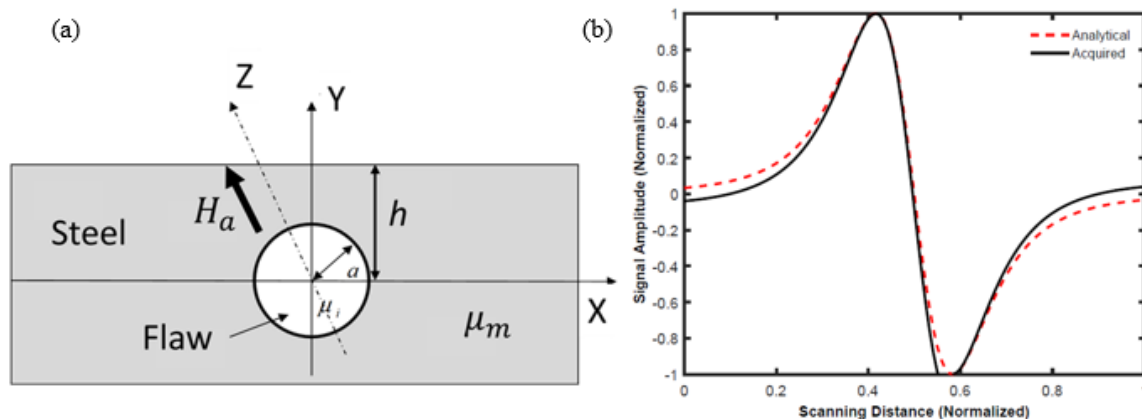 (a)
Z
Y
H_a
h
Steel
a
X
μ_i
Flaw
μ_m
(b)
Analytical
Acquired
Signal Amplitude (Normalized)
1
0.8
0.6
0.4
0.2
0
-0.2
-0.4
-0.6
-0.8
-1
0
0.2
0.4
0.6
0.8
1
Scanning Distance (Normalized)